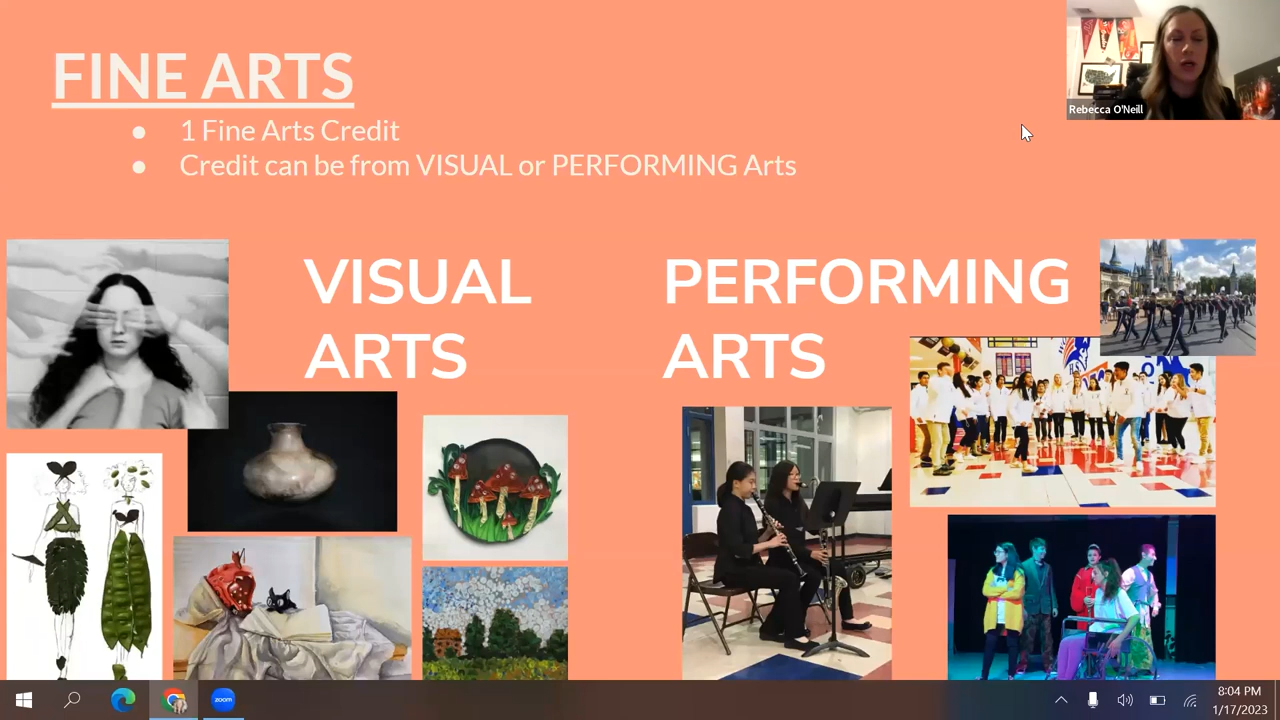 FINE ARTS
● 1 Fine Arts Credit
● Credit can be from VISUAL or PERFORMING Arts
Rebecca O'Neill
VISUAL
ARTS
PERFORMING
ARTS
zoom
8:04 PM
1/17/2023